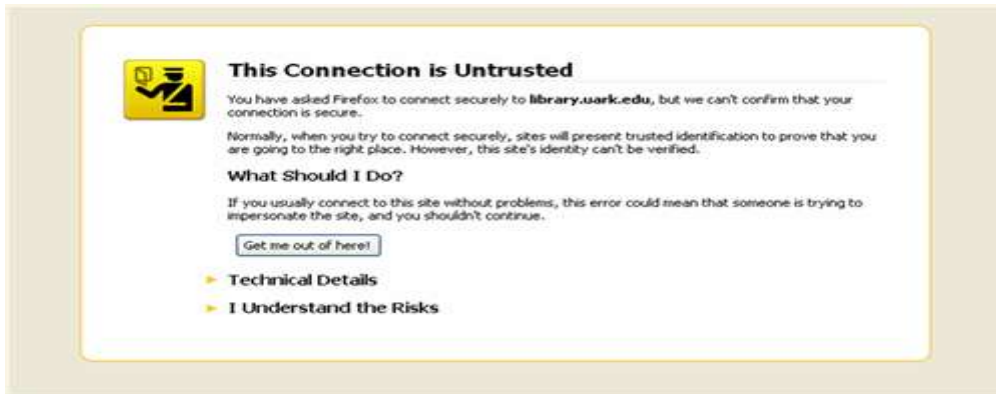 This Connection is Untrusted
You have asked Firefox to connect securely to library.uark.edu, but we can't confirm that your
connection is secure.
Normally, when you try to connect securely, sites will present trusted identification to prove that you
are going to the right place. However, this site's identity can't be verified.
What Should I Do?
If you usually connect to this site without problems, this error could mean that someone is trying to
impersonate the site, and you shouldn't continue.
Get me out of here!
Technical Details
I Understand the Risks